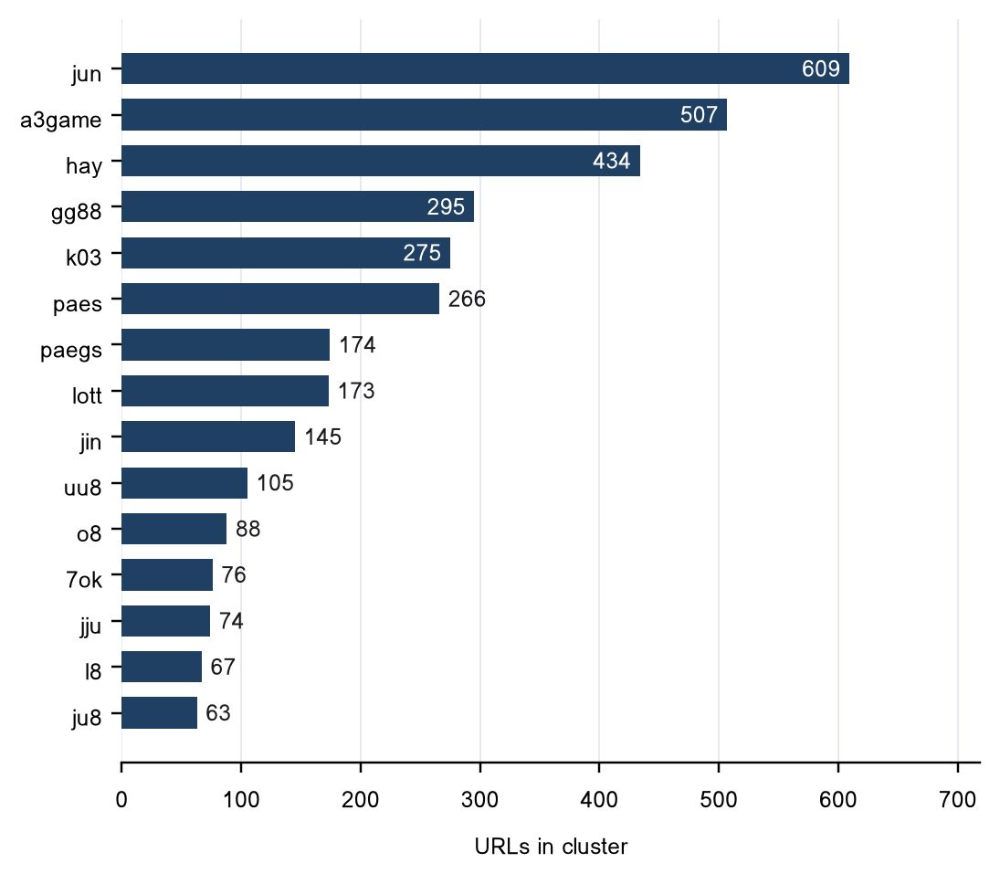 jun 609
a3game 507
hay 434
gg88 295
k03 275
paes 266
paegs 174
lott 173
jin 145
uu8 105
o8 88
7ok 76
jju 74
l8 67
ju8 63
0 100 200 300 400 500 600 700
URLs in cluster